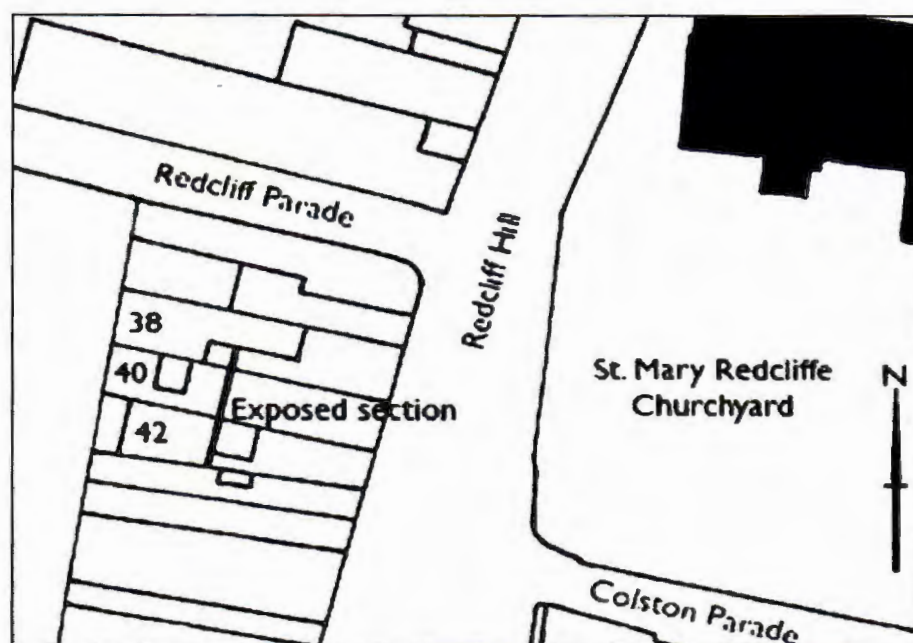 Redcliff Parade
Redcliff Hill
38
40
42
Exposed section
St. Mary Redcliffe
Churchyard
N
Colston Parade